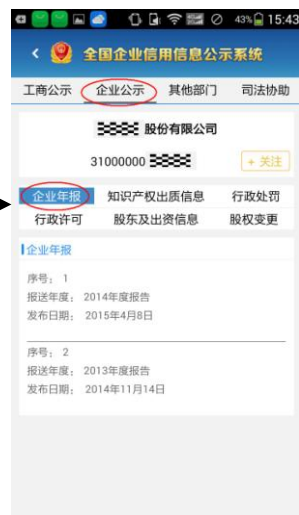 43% 15:43
全国企业信用信息公示系统
工商公示 企业公示 其他部门 司法协助
股份有限公司
31000000
+ 关注
企业年报 知识产权出质信息 行政处罚
行政许可 股东及出资信息 股权变更
企业年报
序号: 1
报送年度: 2014年度报告
发布日期: 2015年4月8日
序号: 2
报送年度: 2013年度报告
发布日期: 2014年11月14日